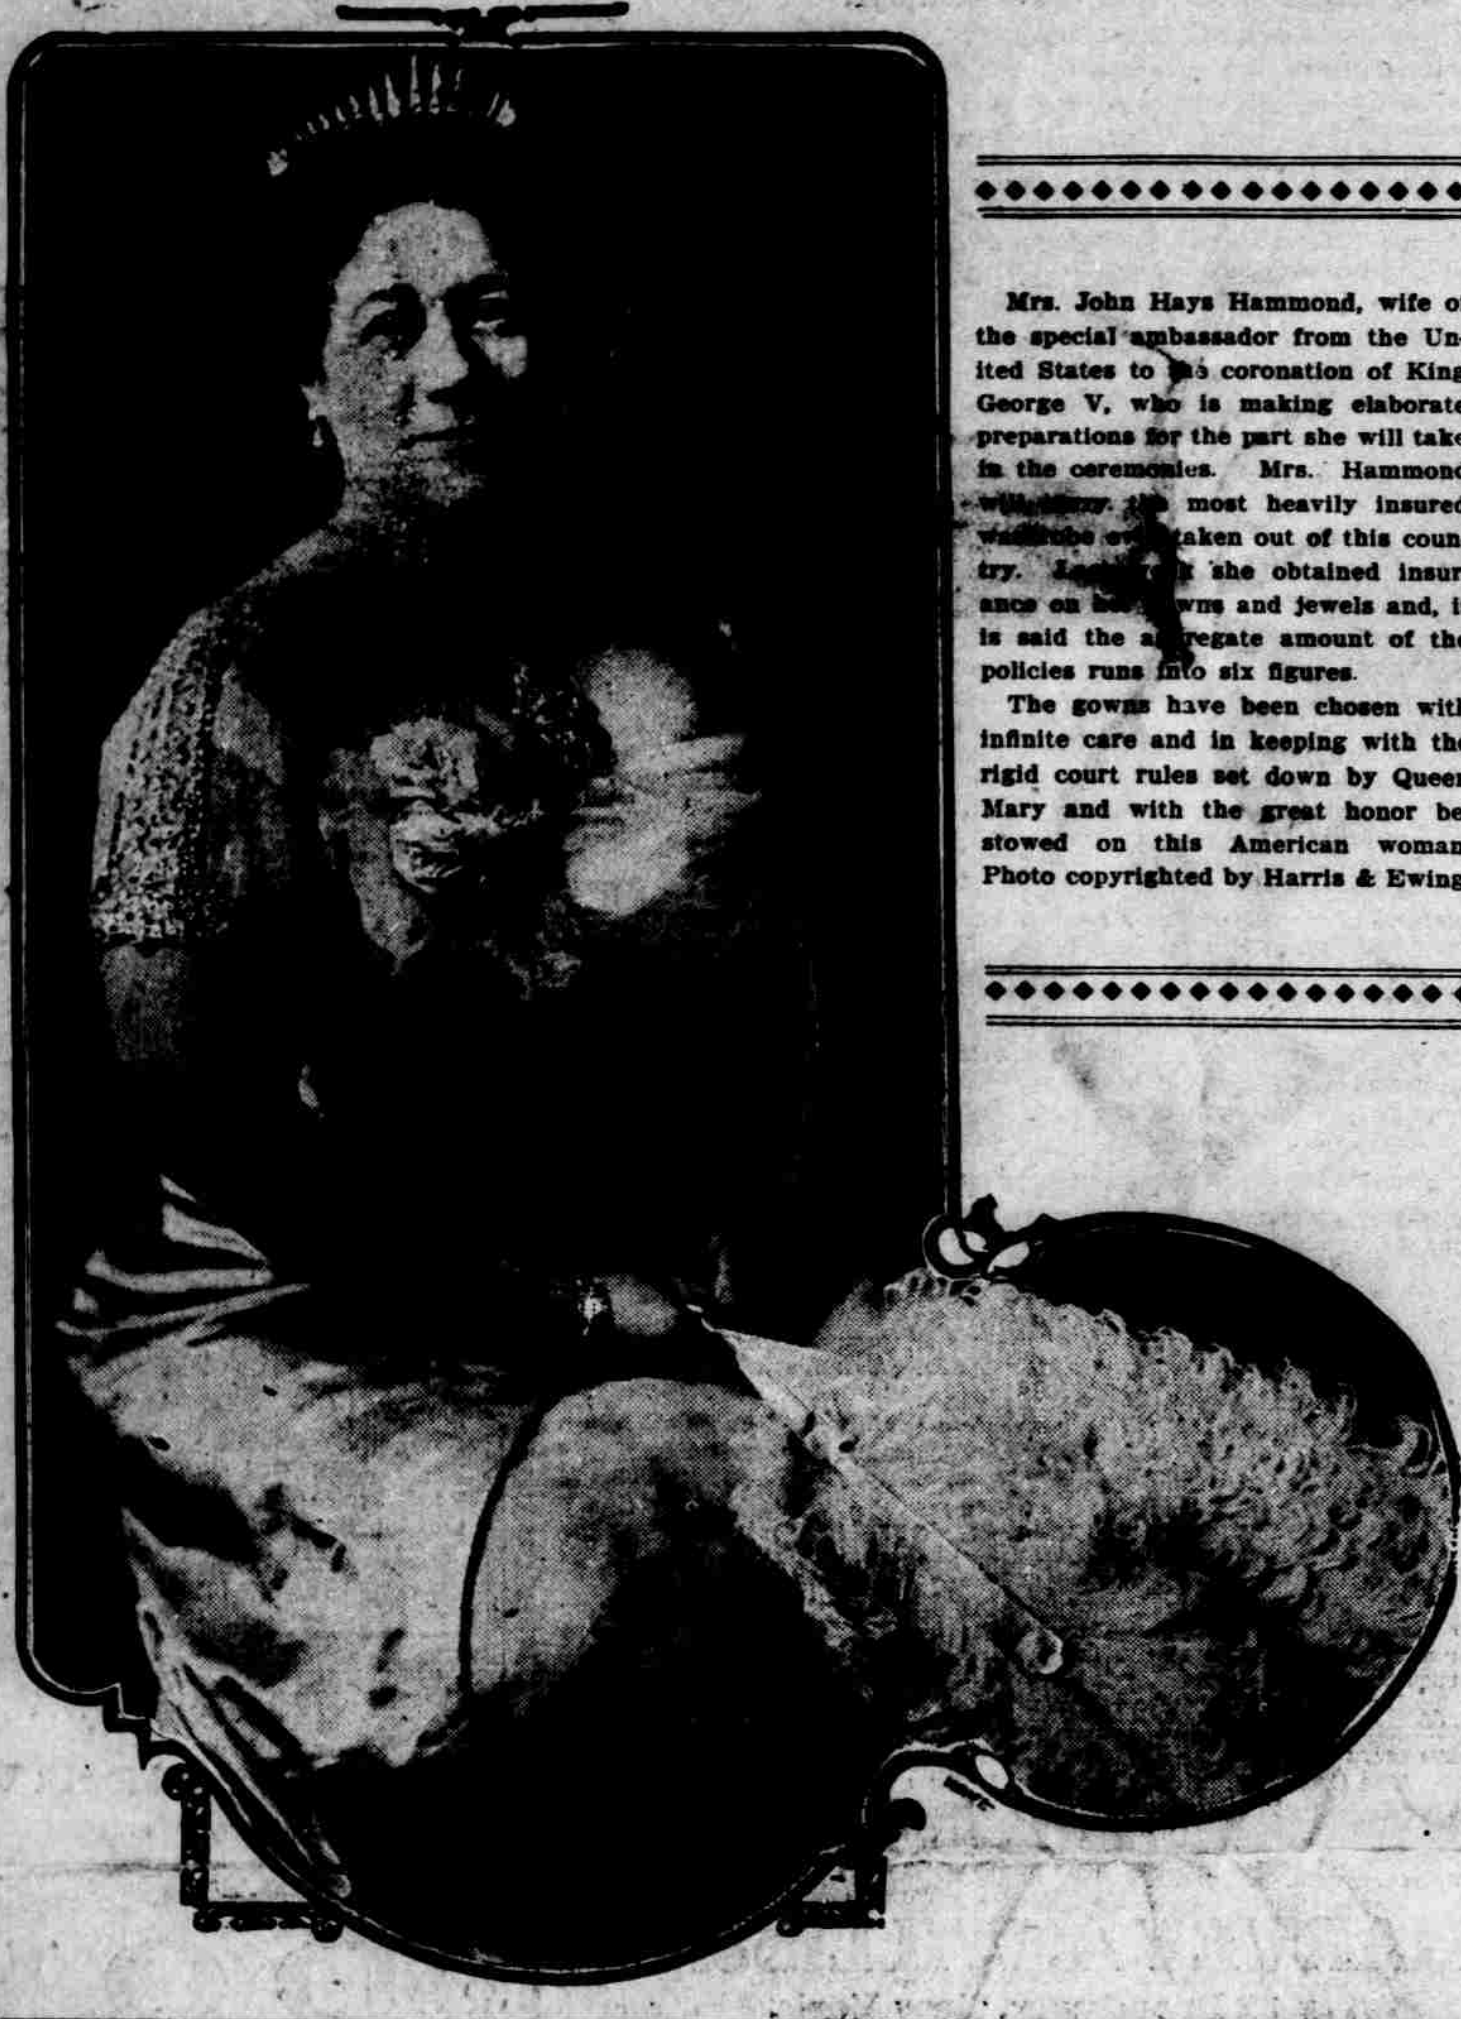 Mrs. John Hays Hammond, wife of
the special ambassador from the Un-
ited States to the coronation of King
George V, who is making elaborate
preparations for the part she will take
in the ceremonies. Mrs. Hammond
will the most heavily insured
wardrobe taken out of this coun
try. she obtained insur
ance on and jewels and, i
is said the aggregate amount of the
policies runs into six figures.
The gowns have been chosen with
infinite care and in keeping with the
rigid court rules set down by Queen
Mary and with the great honor be
stowed on this American woman
Photo copyrighted by Harris & Ewing